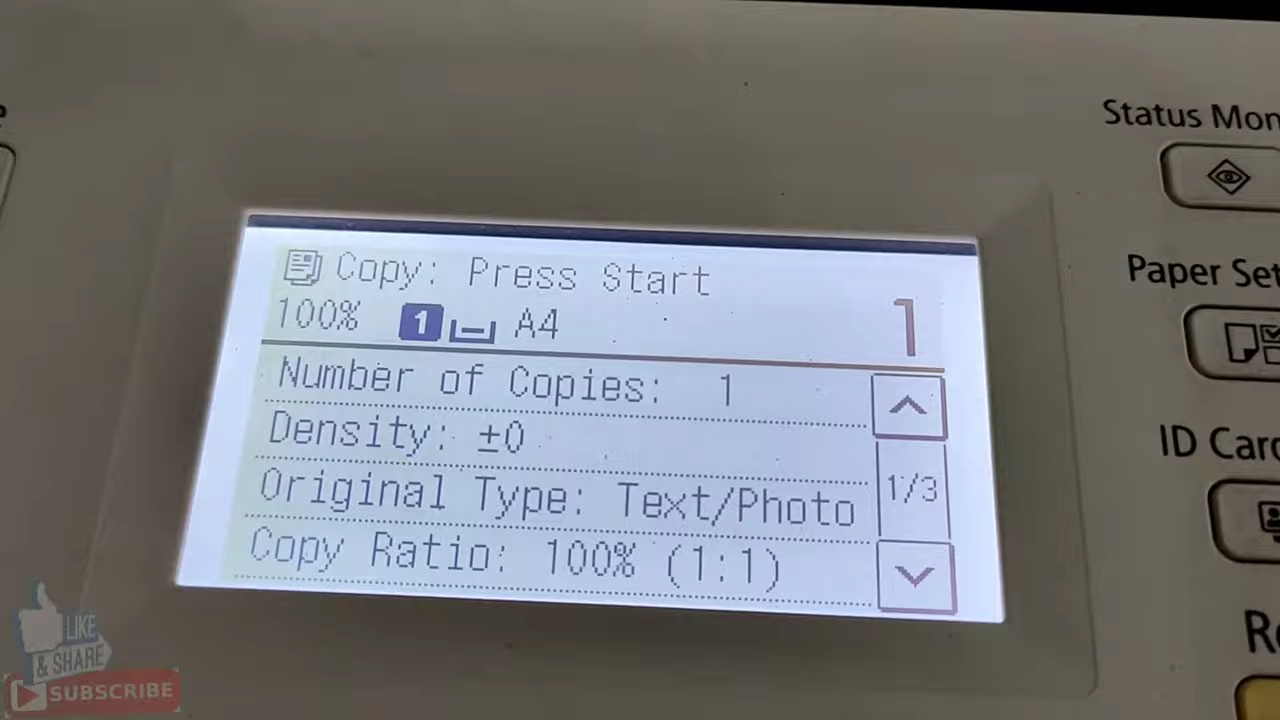 Status Mon
Copy: Press Start
100% 1 A4 1
Paper Set
Number of Copies: 1
Density: ±0
Original Type: Text/Photo
1/3
Copy Ratio: 100% (1:1)
ID Card
Re
LIKE
& SHARE
SUBSCRIBE